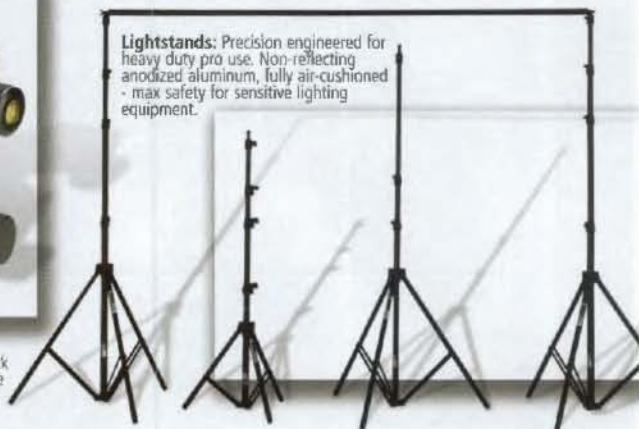 Lightstands: Precision engineered for
heavy duty pro use. Non-reflecting
anodized aluminum, fully air-cushioned
- max safety for sensitive lighting
equipment.